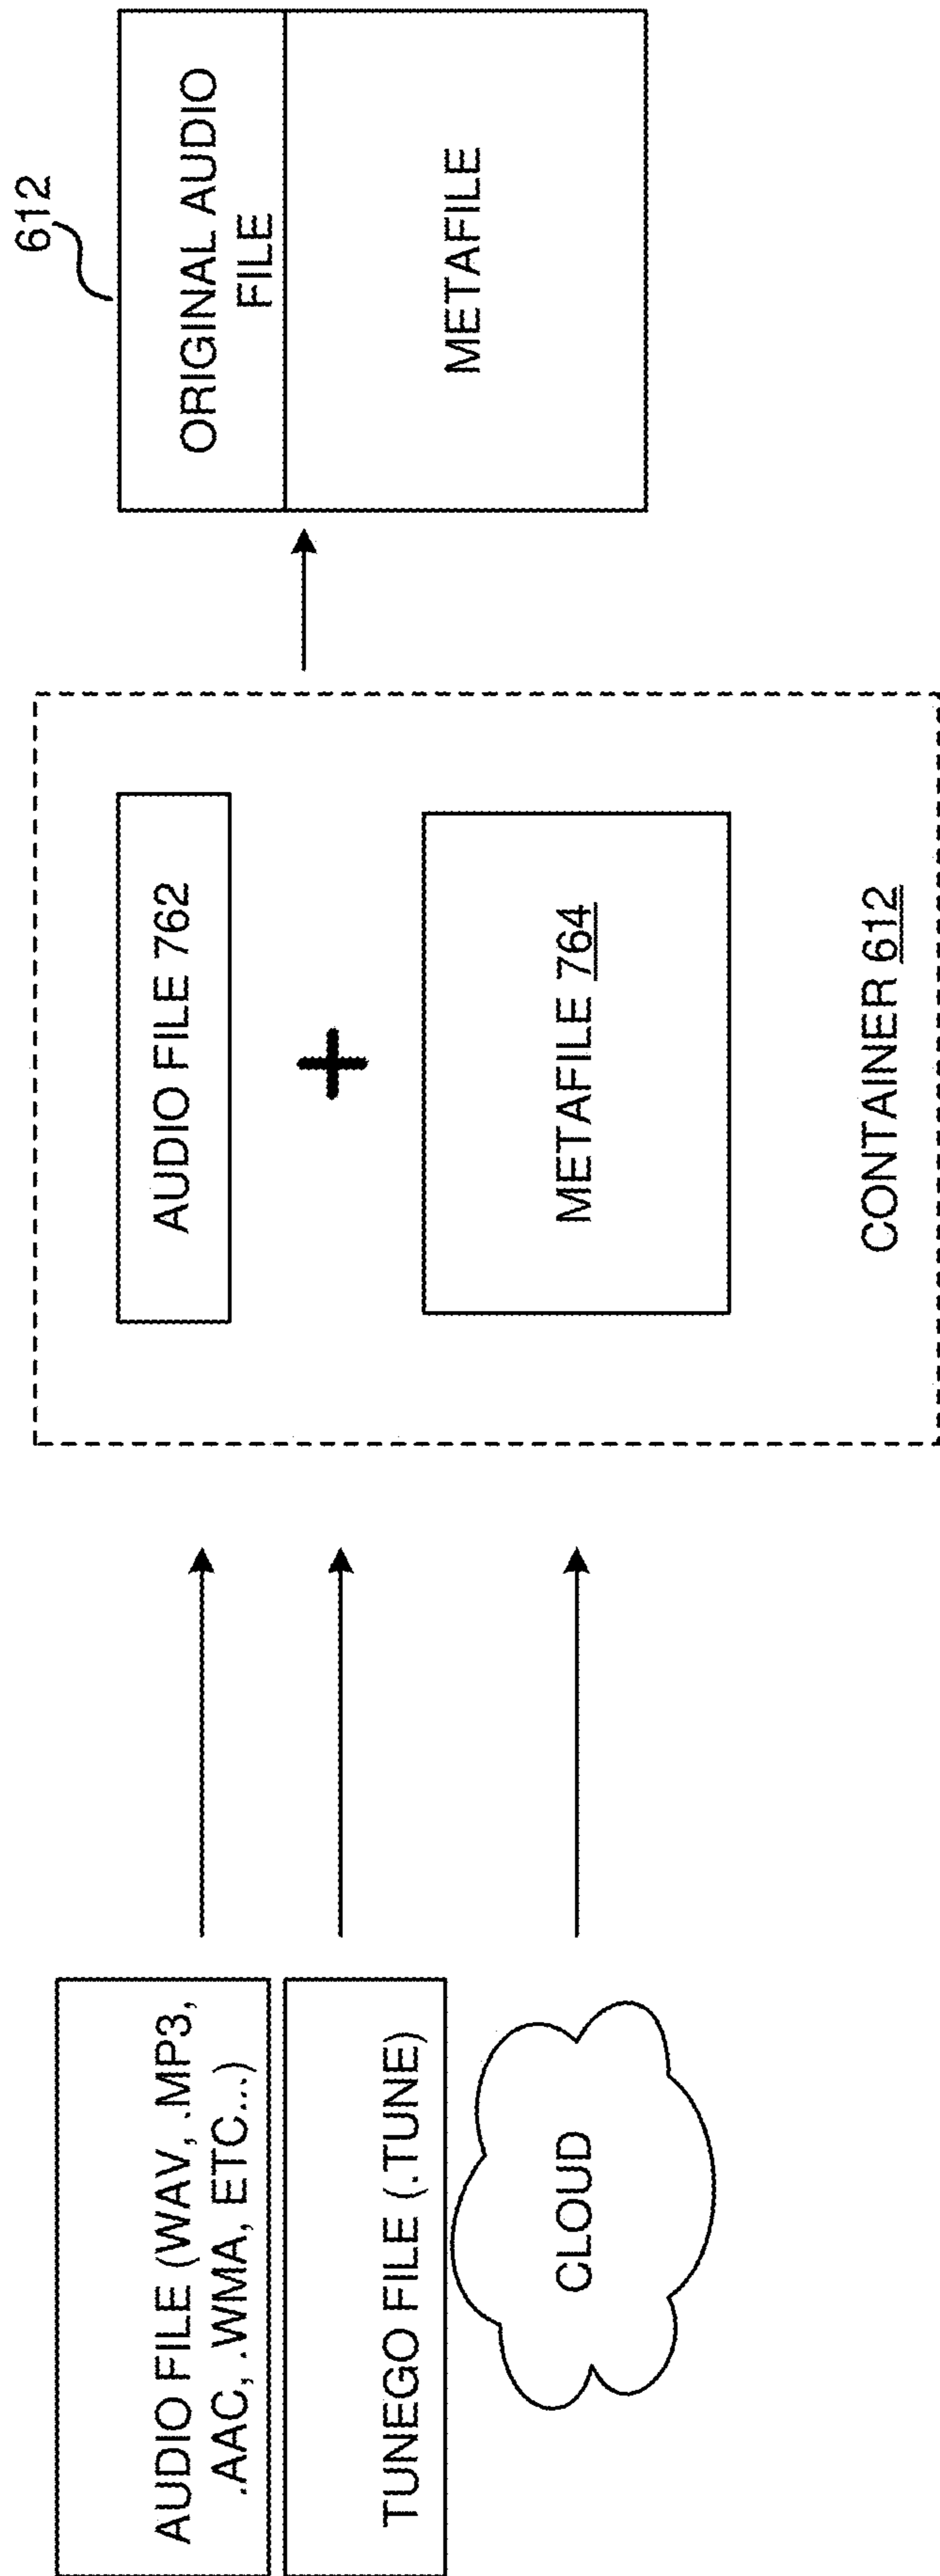 AUDIO FILE (WAV, .MP3,
.AAC, .WMA, ETC...)
TUNEGO FILE (.TUNE)
CLOUD
AUDIO FILE 762
+
METAFILE 764
CONTAINER 612
612
ORIGINAL AUDIO
FILE
METAFILE